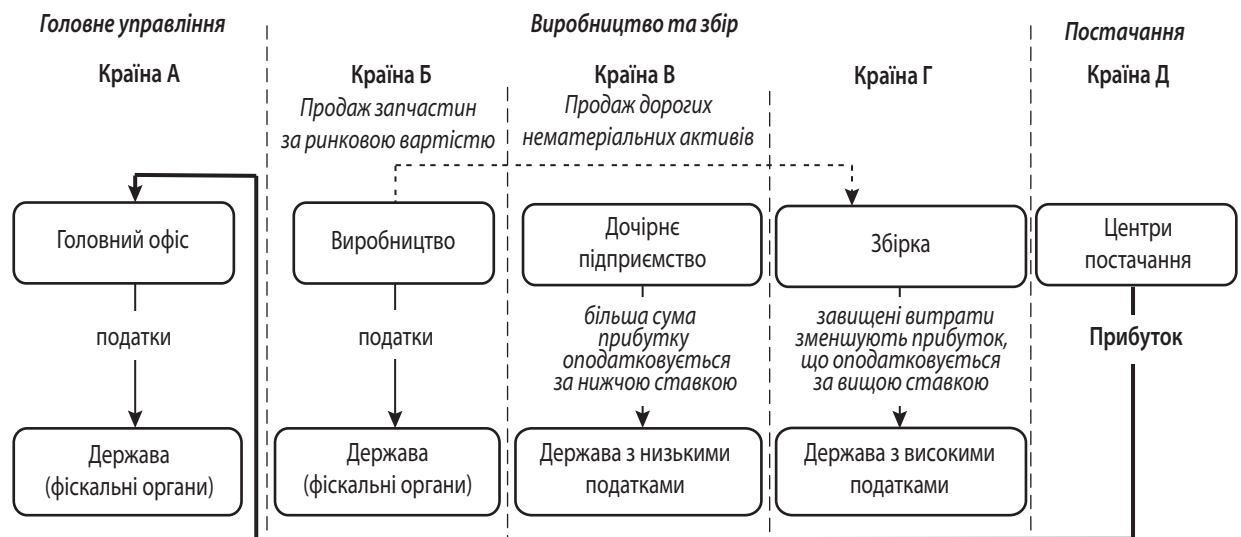 Головне управління
Виробництво та збір
Постачання
Країна А
Країна Б
Країна В
Країна Г
Країна Д
Продаж запчастин
за ринковою вартістю
Продаж дорогих
нематеріальних активів
Головний офіс
Виробництво
Дочірнє
підприємство
Збірка
Центри
постачання
податки
податки
більша сума
прибутку
оподатковується
за нижчою ставкою
завищені витрати
зменшують прибуток,
що оподатковується
за вищою ставкою
Прибуток
Держава
(фіскальні органи)
Держава
(фіскальні органи)
Держава з низькими
податками
Держава з високими
податками